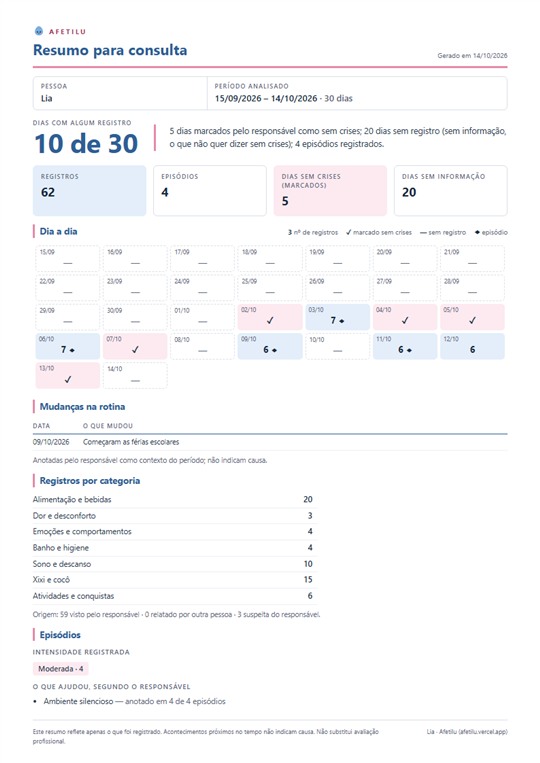 AFETILU
Resumo para consulta
Gerado em 14/10/2026
PESSOA
Lia
PERÍODO ANALISADO
15/09/2026 – 14/10/2026 · 30 dias
DIAS COM ALGUM REGISTRO
10 de 30
5 dias marcados pelo responsável como sem crises; 20 dias sem registro (sem informação,
o que não quer dizer sem crises); 4 episódios registrados.
REGISTROS
62
EPISÓDIOS
4
DIAS SEM CRISES
(MARCADOS)
5
DIAS SEM INFORMAÇÃO
20
Dia a dia
3 nº de registros ✓ marcado sem crises — sem registro ◆ episódio
15/09 16/09 17/09 18/09 19/09 20/09 21/09
— — — — — — —
22/09 23/09 24/09 25/09 26/09 27/09 28/09
— — — — — — —
29/09 30/09 01/10 02/10 03/10 04/10 05/10
— — — ✓ 7 ◆ ✓ ✓
06/10 07/10 08/10 09/10 10/10 11/10 12/10
7 ◆ ✓ — 6 ◆ — 6 ◆ 6
13/10 14/10
✓ —
Mudanças na rotina
DATA O QUE MUDOU
09/10/2026 Começaram as férias escolares
Anotadas pelo responsável como contexto do período; não indicam causa.
Registros por categoria
Alimentação e bebidas 20
Dor e desconforto 3
Emoções e comportamentos 4
Banho e higiene 4
Sono e descanso 10
Xixi e cocô 15
Atividades e conquistas 6
Origem: 59 visto pelo responsável · 0 relatado por outra pessoa · 3 suspeita do responsável.
Episódios
INTENSIDADE REGISTRADA
Moderada · 4
O QUE AJUDOU, SEGUNDO O RESPONSÁVEL
• Ambiente silencioso — anotado em 4 de 4 episódios
Este resumo reflete apenas o que foi registrado. Acontecimentos próximos no tempo não indicam causa. Não substitui avaliação
profissional.
Lia · Afetilu (afetilu.vercel.app)